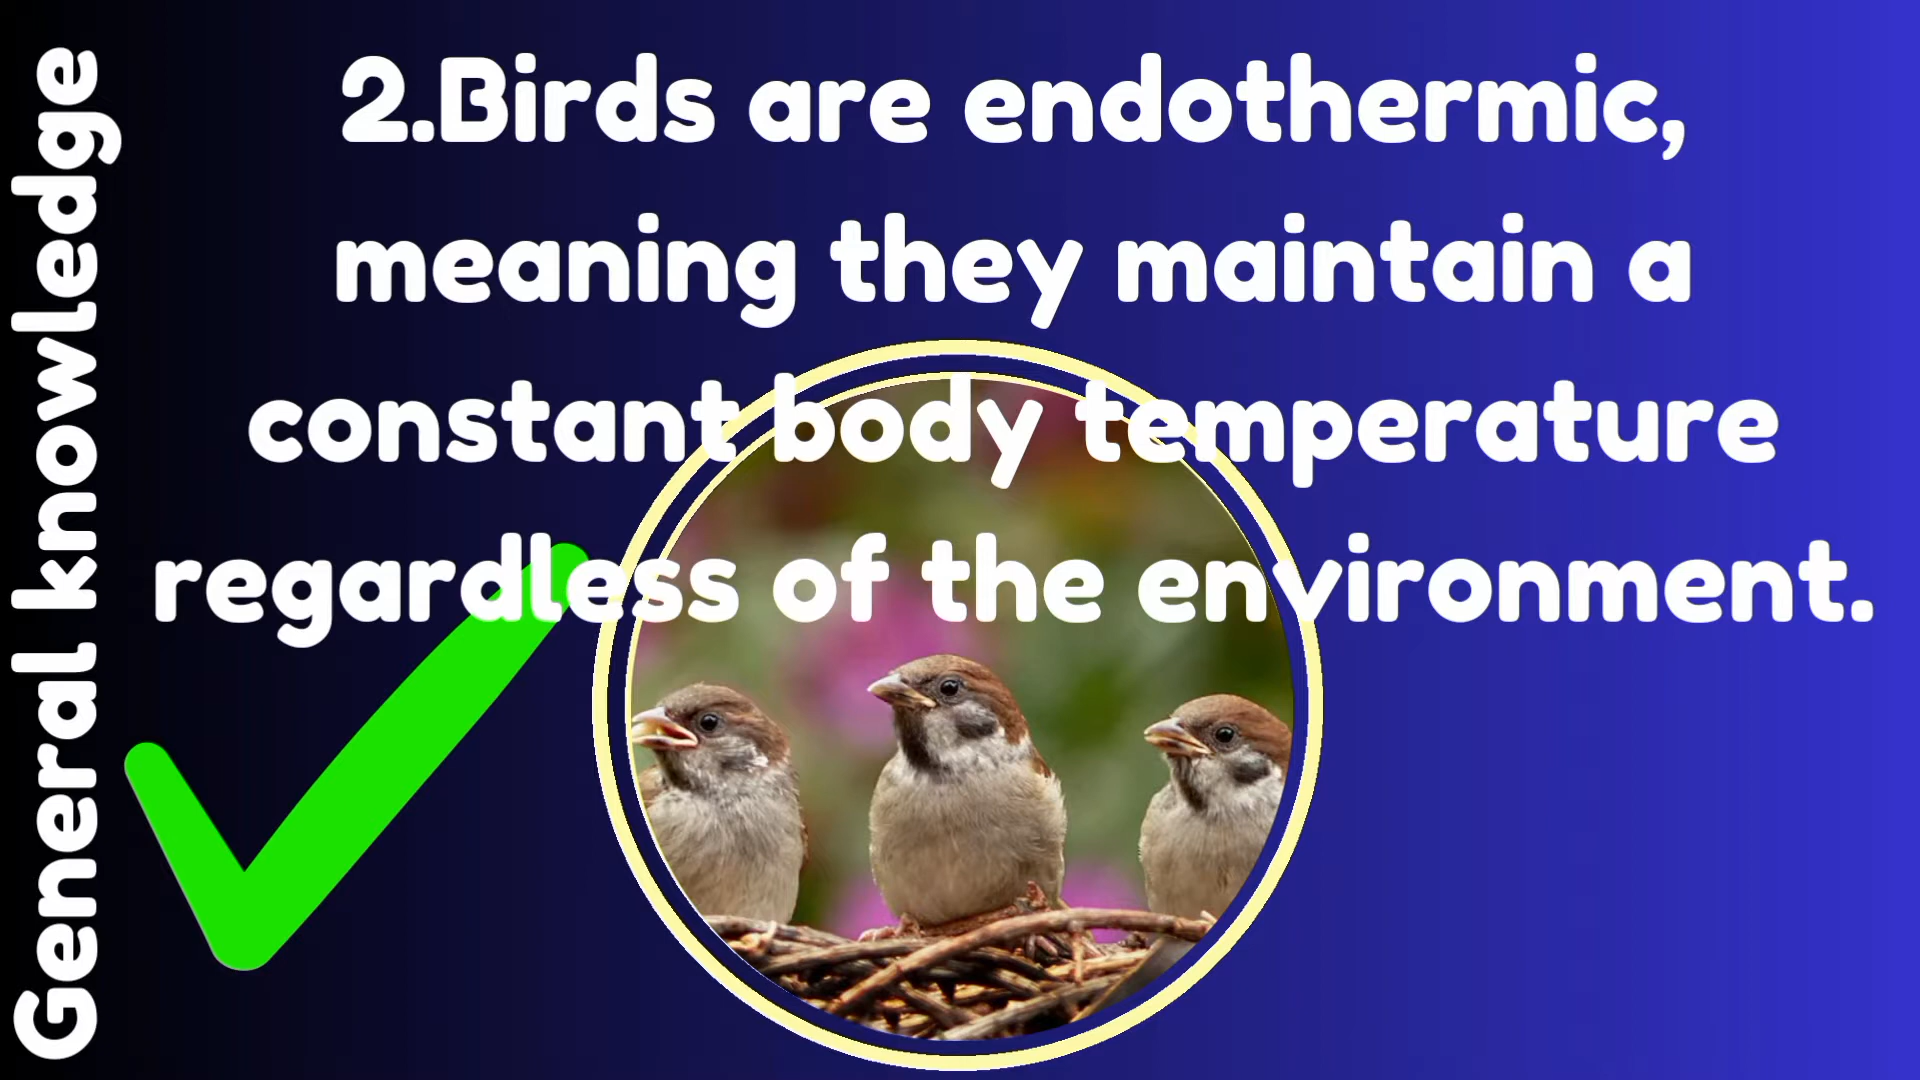 General knowledge
2.Birds are endothermic,
meaning they maintain a
constant body temperature
regardless of the environment.